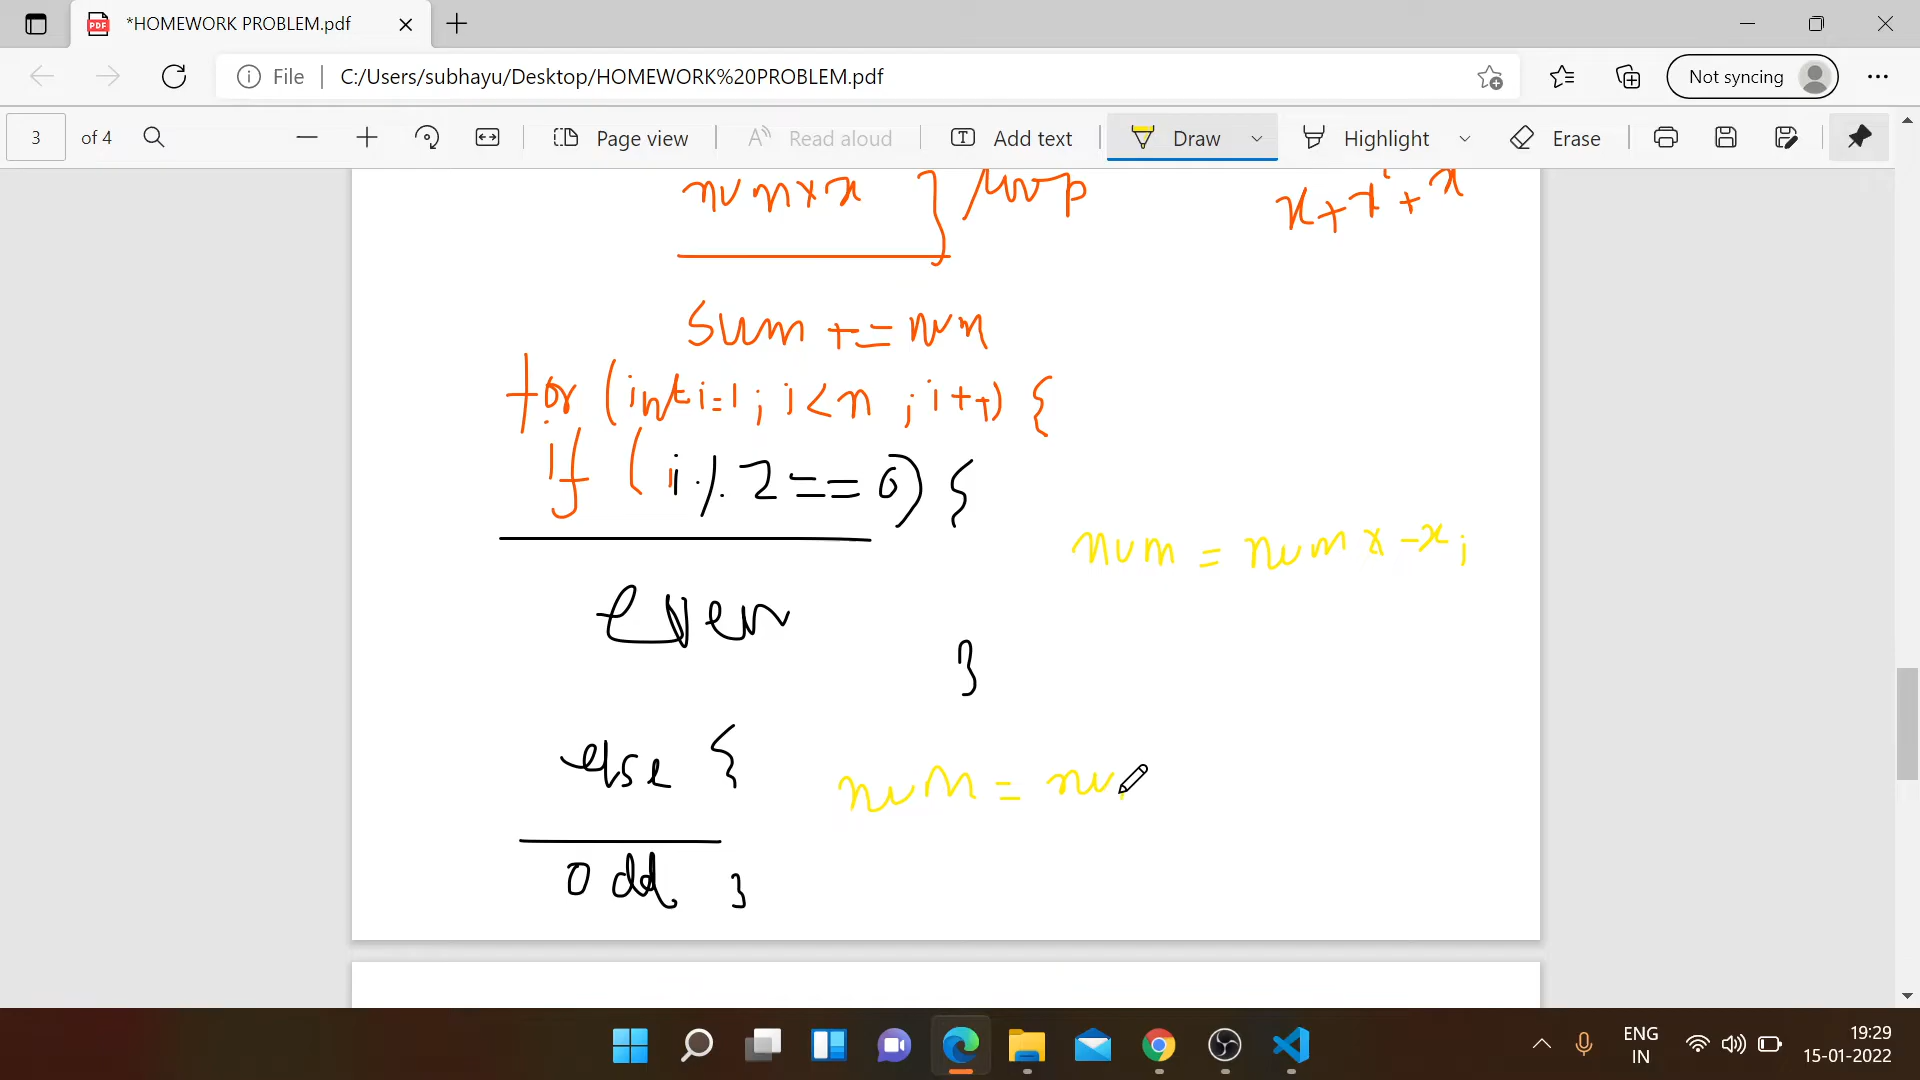 *HOMEWORK PROBLEM.pdf
File
C:/Users/subhayu/Desktop/HOMEWORK%20PROBLEM.pdf
Not syncing
3 of 4
Page view
Read aloud
Add text
Draw
Highlight
Erase
num x x } loop
x + x + x
sum += num
for (int i=1; i<n ; i++) {
if ( i % 2 == 0) {
num = num x -x ;
even
}
else {
num = nu
odd }
ENG
IN
19:29
15-01-2022